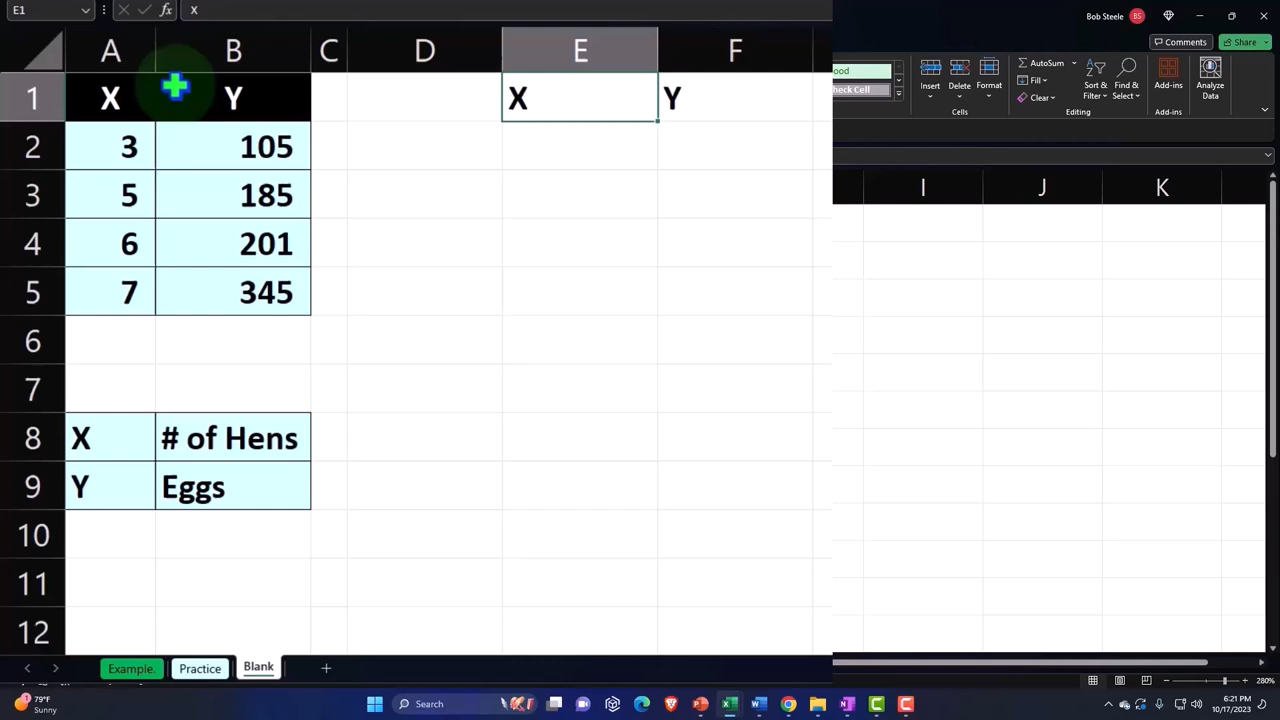 E1 X
Bob Steele BS
Comments Share
ood
heck Cell
Insert Delete Format
Cells
AutoSum
Fill
Clear
Sort & Filter Find & Select
Editing
Add-ins
Add-ins
Analyze Data
A B C D E F I J K
1 X Y X Y
2 3 105
3 5 185
4 6 201
5 7 345
6
7
8 X # of Hens
9 Y Eggs
10
11
12
Example. Practice Blank
280%
79°F
Sunny
Search
6:21 PM
10/17/2023